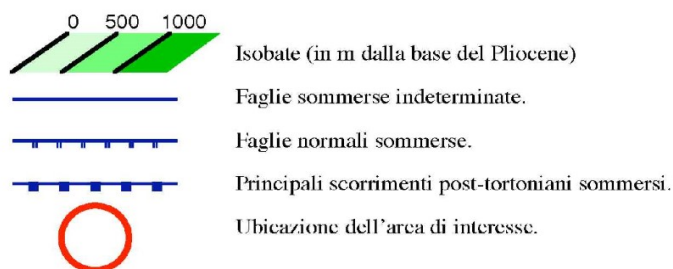 0 500 1000
Isobate (in m dalla base del Pliocene)
Faglie sommerse indeterminate.
Faglie normali sommerse.
Principali scorrimenti post-tortoniani sommersi.
Ubicazione dell'area di interesse.